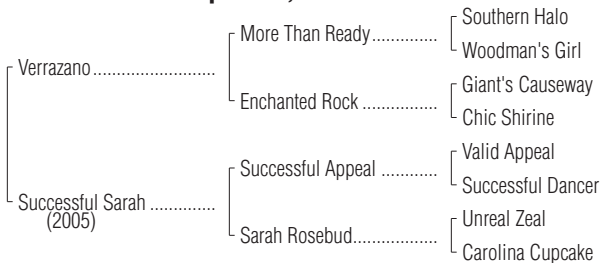 Southern Halo
More Than Ready..............
Woodman's Girl
Verrazano.........................
Giant's Causeway
Enchanted Rock ................
Chic Shirine
Valid Appeal
Successful Appeal ............
Successful Dancer
Successful Sarah ..............
(2005)
Unreal Zeal
Sarah Rosebud..................
Carolina Cupcake